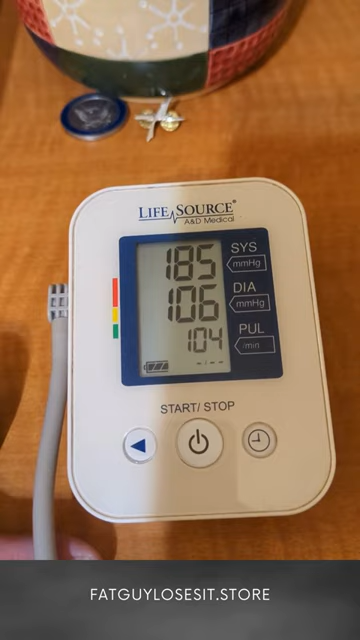 LIFESOURCE®
A&D Medical
185 SYS mmHg
106 DIA mmHg
104 PUL /min
--/--
START/ STOP
FATGUYLOSESIT.STORE